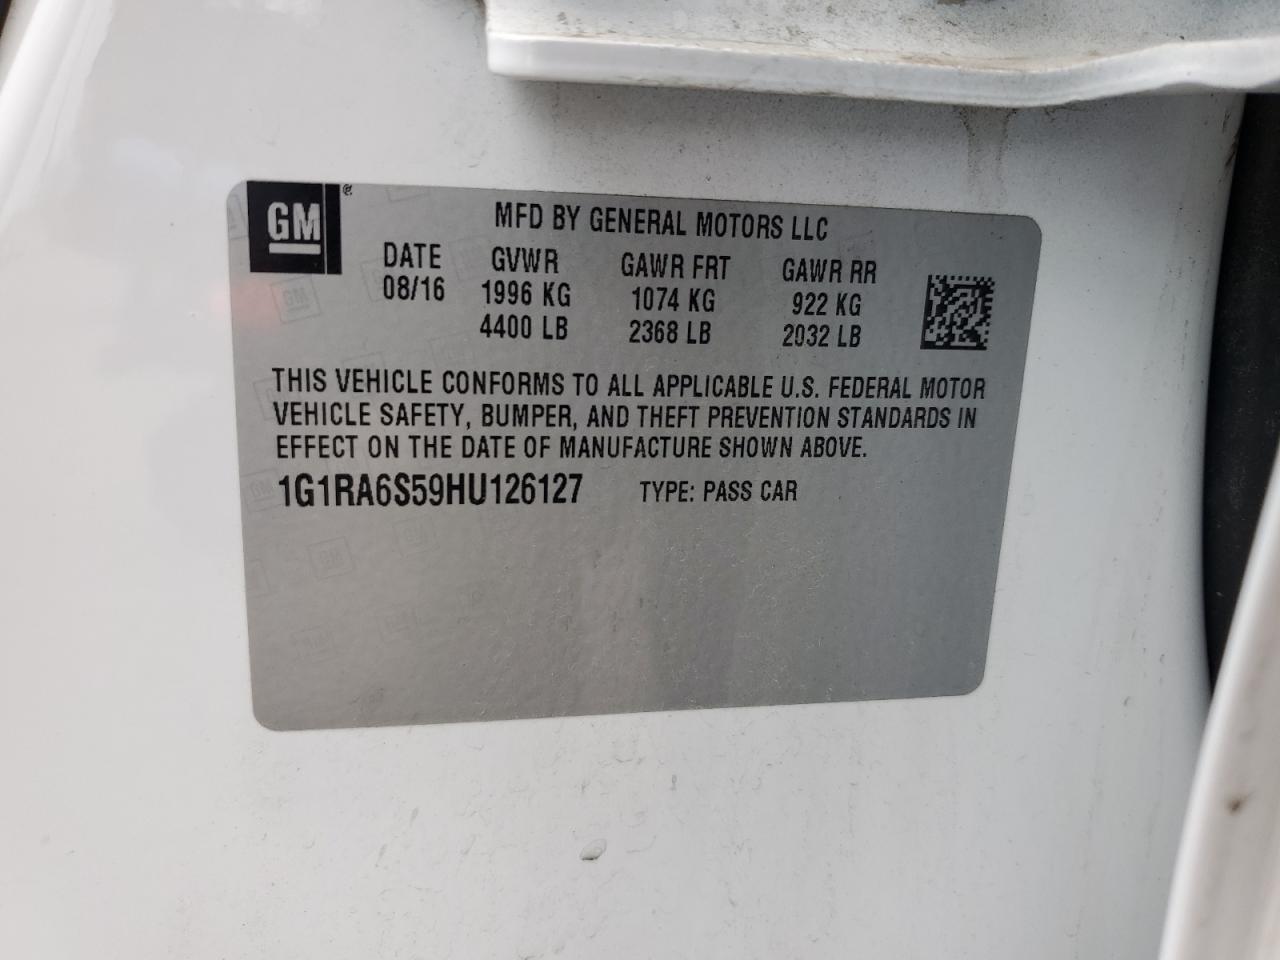 GM ®
MFD BY GENERAL MOTORS LLC
DATE GVWR GAWR FRT GAWR RR
08/16 1996 KG 1074 KG 922 KG
4400 LB 2368 LB 2032 LB
THIS VEHICLE CONFORMS TO ALL APPLICABLE U.S. FEDERAL MOTOR
VEHICLE SAFETY, BUMPER, AND THEFT PREVENTION STANDARDS IN
EFFECT ON THE DATE OF MANUFACTURE SHOWN ABOVE.
1G1RA6S59HU126127 TYPE: PASS CAR